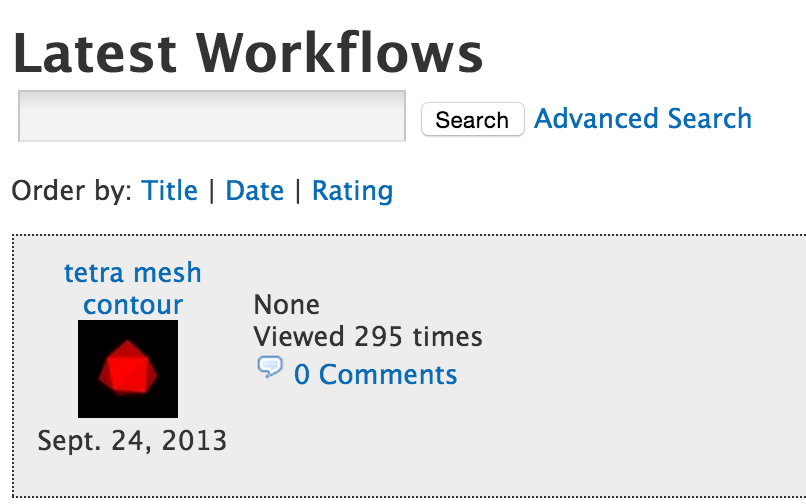 Latest Workflows
Search Advanced Search
Order by: Title | Date | Rating
tetra mesh
contour
None
Viewed 295 times
0 Comments
Sept. 24, 2013